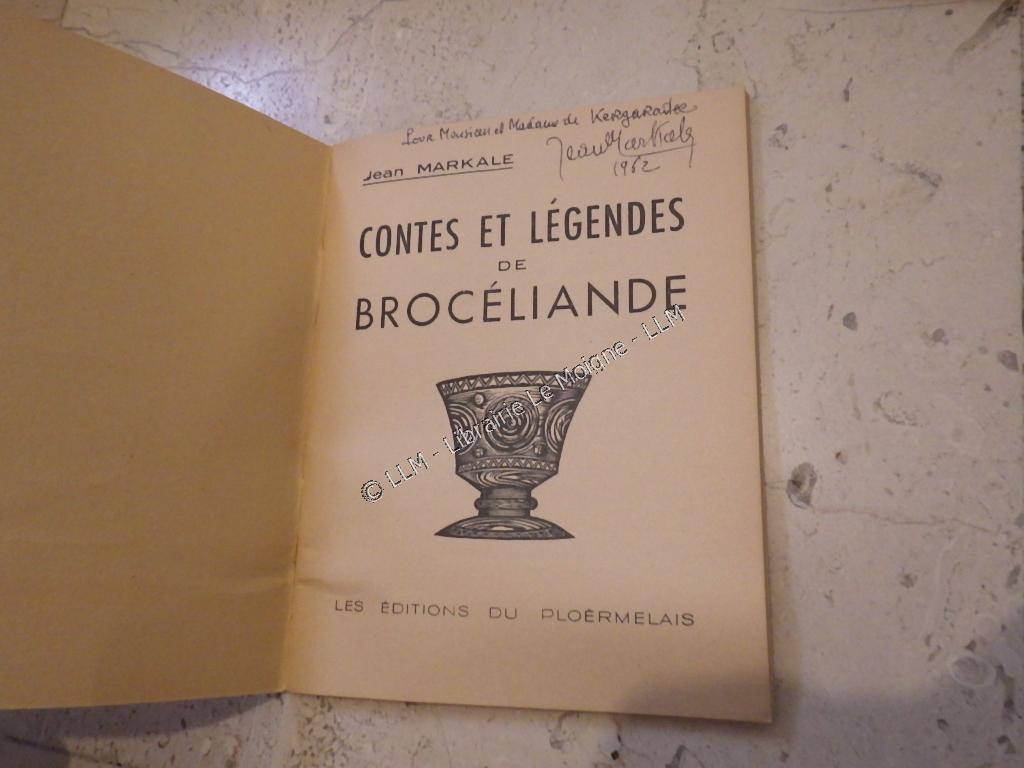 Pour Monsieur et Madame de
Jean Markale
1962
Jean MARKALE
CONTES ET LÉGENDES
DE
BROCÉLIANDE
© LLM - Librairie Le Moigne - LLM
LES ÉDITIONS DU PLOËRMELAIS